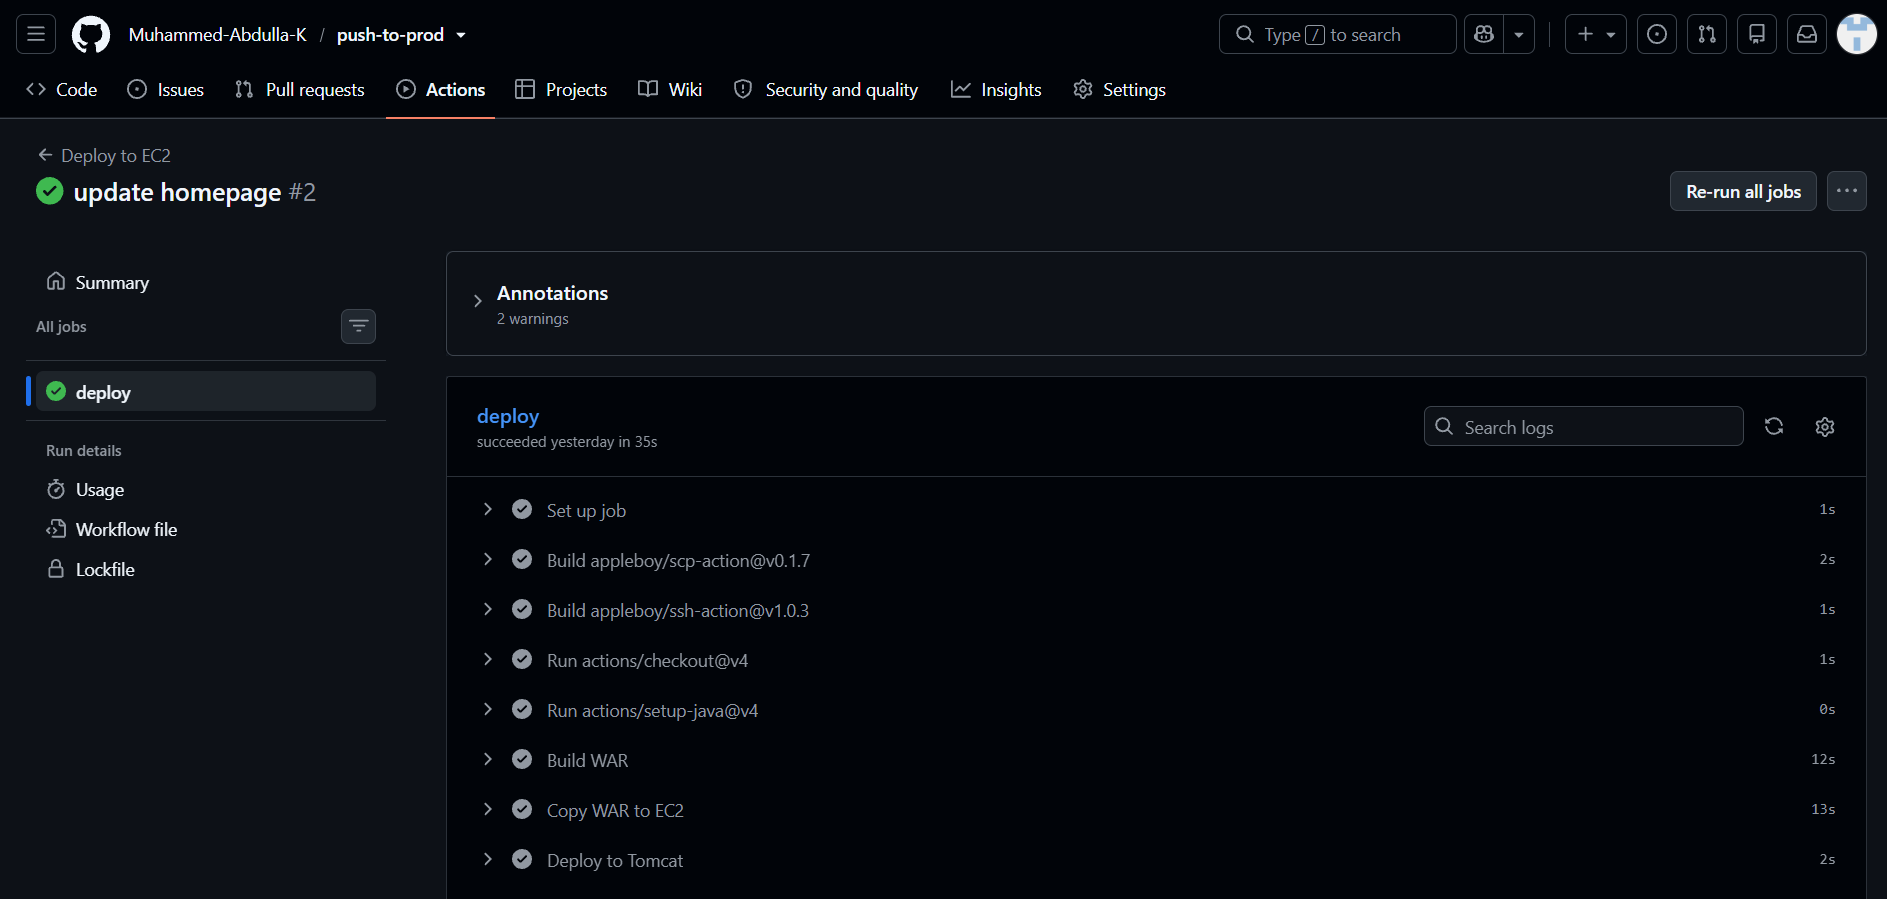 Muhammed-Abdulla-K / push-to-prod
Type / to search
Code Issues Pull requests Actions Projects Wiki Security and quality Insights Settings
Deploy to EC2
update homepage #2
Re-run all jobs
Summary
All jobs
deploy
Run details
Usage
Workflow file
Lockfile
Annotations
2 warnings
deploy
succeeded yesterday in 35s
Search logs
Set up job 1s
Build appleboy/scp-action@v0.1.7 2s
Build appleboy/ssh-action@v1.0.3 1s
Run actions/checkout@v4 1s
Run actions/setup-java@v4 0s
Build WAR 12s
Copy WAR to EC2 13s
Deploy to Tomcat 2s